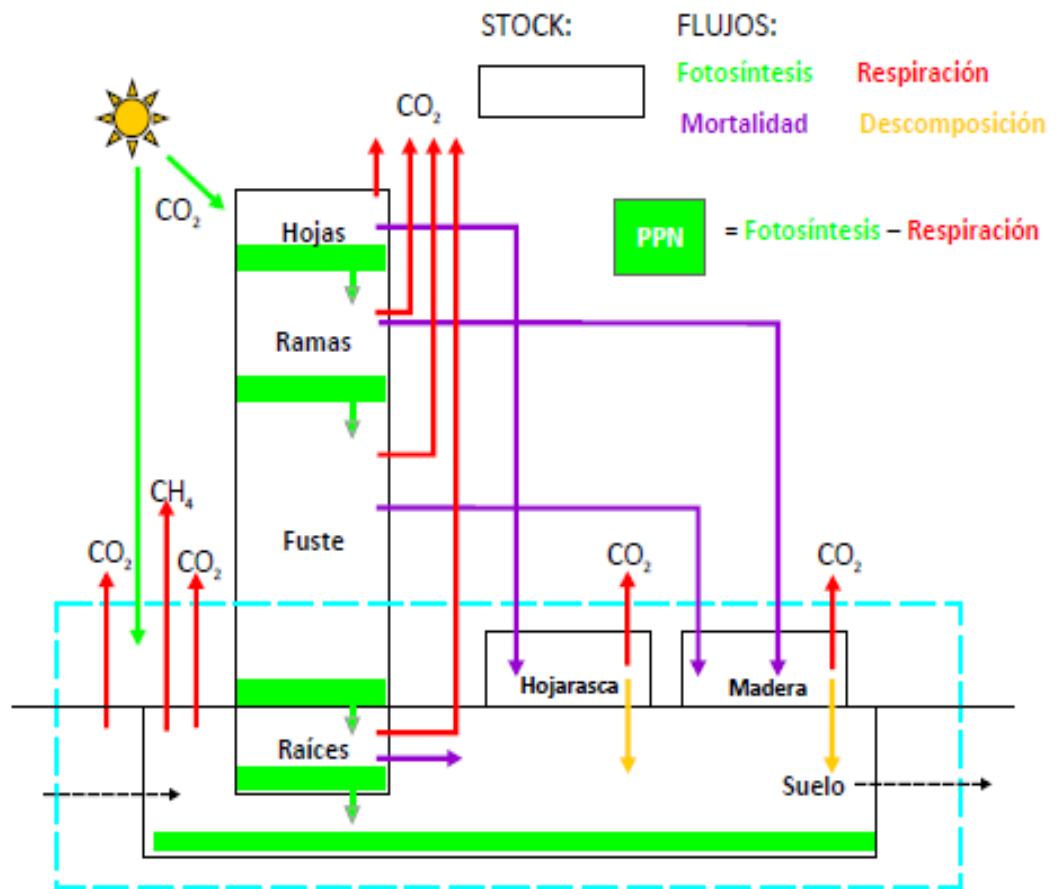 STOCK: FLUJOS:
Fotosíntesis Respiración
Mortalidad Descomposición
PPN = Fotosíntesis – Respiración
CO₂
CO₂
Hojas
Ramas
Fuste
CH₄
CO₂
CO₂
CO₂
CO₂
Hojarasca
Madera
Raíces
Suelo